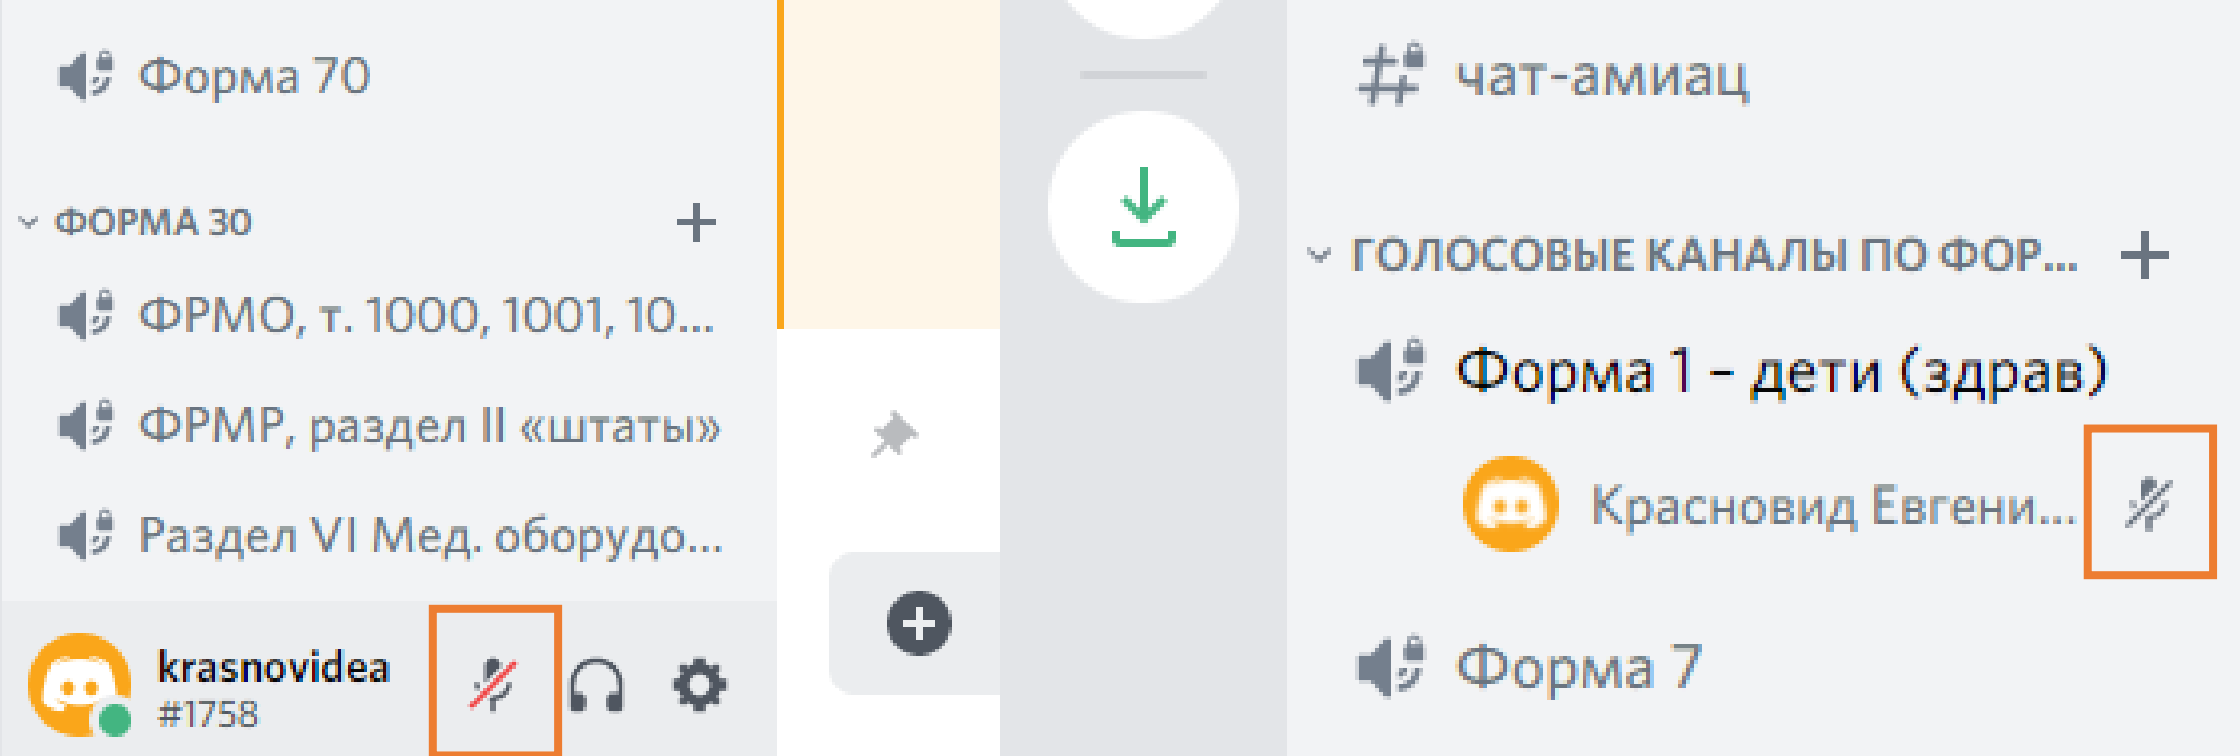 Форма 70
ФОРМА 30
ФРМО, т. 1000, 1001, 10...
ФРМР, раздел II «штаты»
Раздел VI Мед. оборудо...
krasnovidea
#1758
чат-амиац
ГОЛОСОВЫЕ КАНАЛЫ ПО ФОР...
Форма 1 - дети (здрав)
Красновид Евгени...
Форма 7